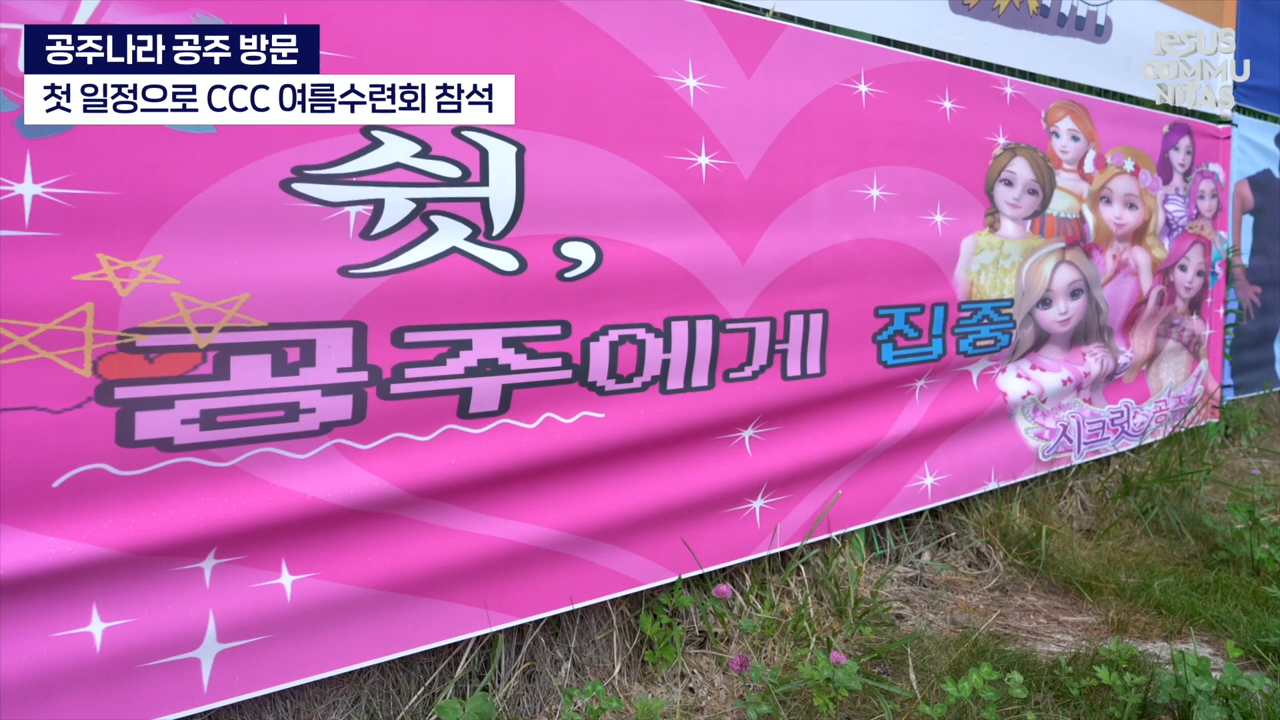 공주나라 공주 방문
첫 일정으로 CCC 여름수련회 참석
JESUS
COMMU
NITAS
쉿,
공주에게 집중
시크릿 공주